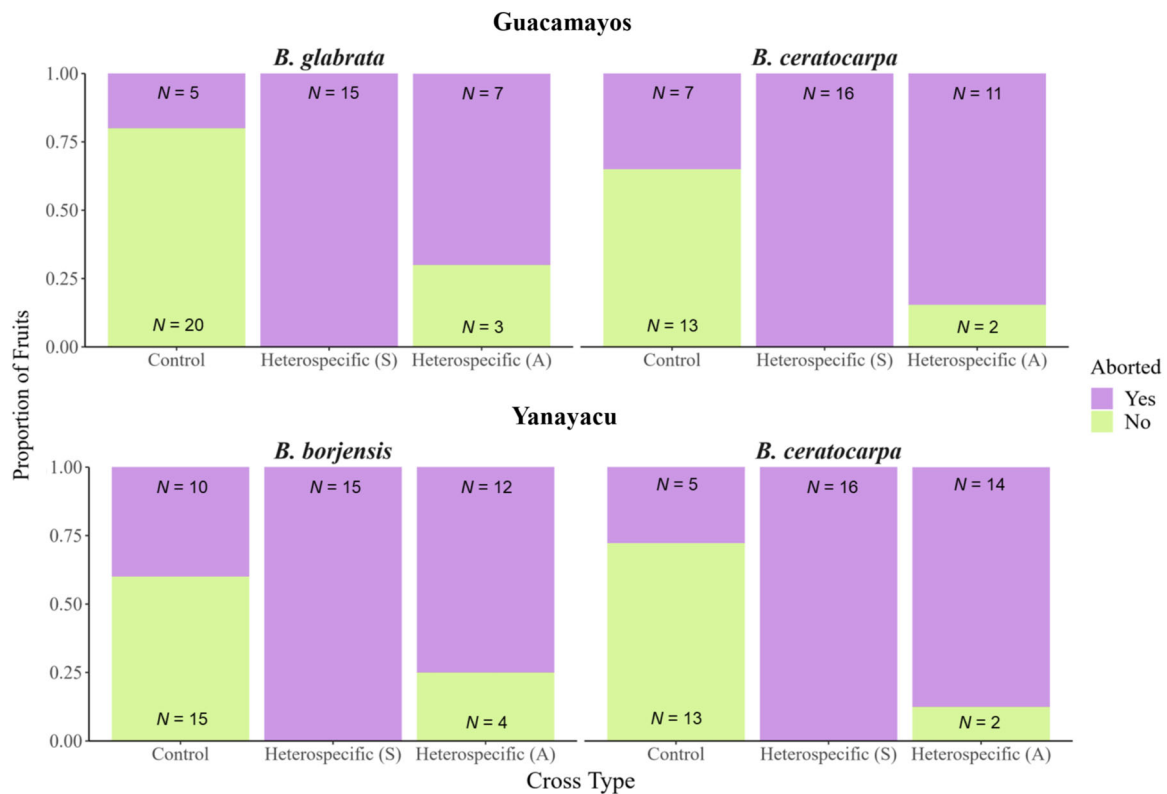 Guacamayos
B. glabrata
B. ceratocarpa
1.00
0.75
0.50
0.25
0.00
N = 5
N = 15
N = 7
N = 20
N = 3
N = 7
N = 16
N = 11
N = 13
N = 2
Control
Heterospecific (S)
Heterospecific (A)
Control
Heterospecific (S)
Heterospecific (A)
Proportion of Fruits
Aborted
Yes
No
Yanayacu
B. borjensis
B. ceratocarpa
1.00
0.75
0.50
0.25
0.00
N = 10
N = 15
N = 12
N = 15
N = 4
N = 5
N = 16
N = 14
N = 13
N = 2
Control
Heterospecific (S)
Heterospecific (A)
Control
Heterospecific (S)
Heterospecific (A)
Cross Type